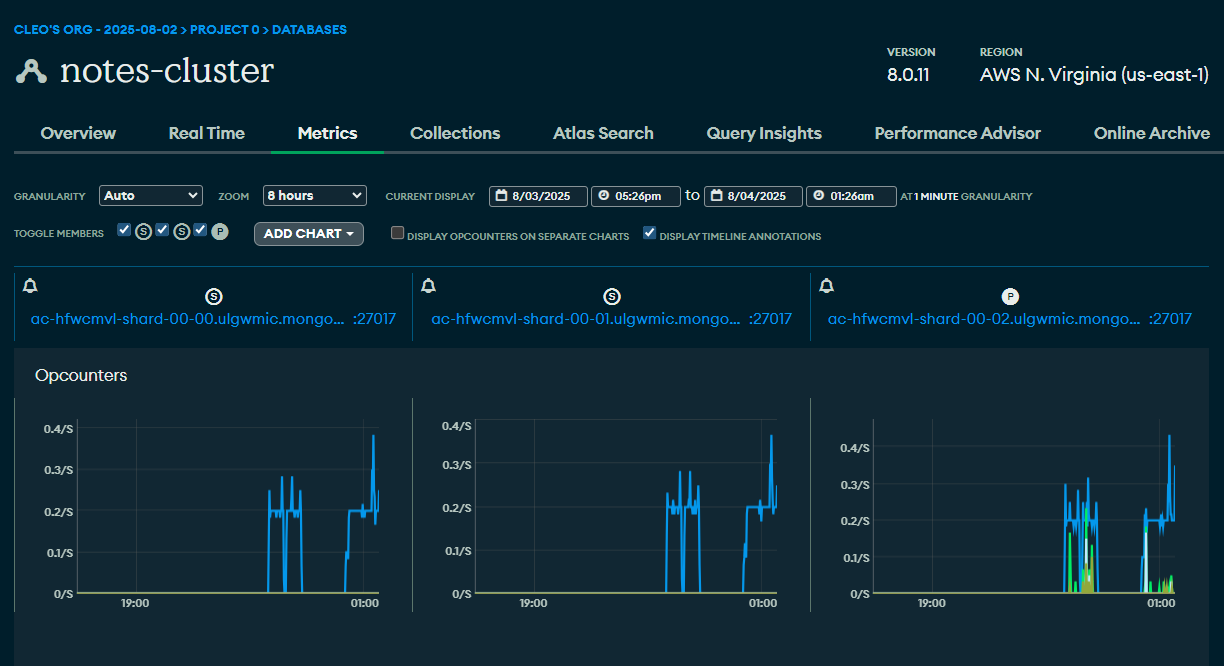 CLEO'S ORG - 2025-08-02 > PROJECT 0 > DATABASES
notes-cluster
VERSION
8.0.11
REGION
AWS N. Virginia (us-east-1)
Overview Real Time Metrics Collections Atlas Search Query Insights Performance Advisor Online Archive
GRANULARITY Auto ZOOM 8 hours CURRENT DISPLAY 8/03/2025 05:26pm to 8/04/2025 01:26am AT 1 MINUTE GRANULARITY
TOGGLE MEMBERS S S P ADD CHART DISPLAY OPCOUNTERS ON SEPARATE CHARTS DISPLAY TIMELINE ANNOTATIONS
S
ac-hfwcmvl-shard-00-00.ulgwmic.mongo... :27017
S
ac-hfwcmvl-shard-00-01.ulgwmic.mongo... :27017
P
ac-hfwcmvl-shard-00-02.ulgwmic.mongo... :27017
Opcounters
0.4/S
0.3/S
0.2/S
0.1/S
0/S
19:00 01:00
0.4/S
0.3/S
0.2/S
0.1/S
0/S
19:00 01:00
0.4/S
0.3/S
0.2/S
0.1/S
0/S
19:00 01:00